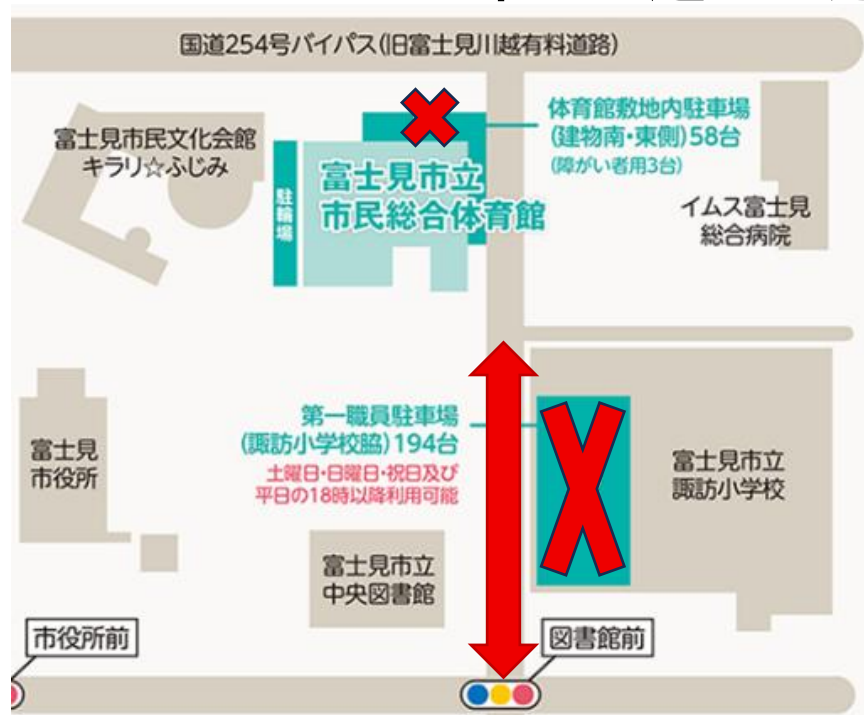 国道254号バイパス(旧富士見川越有料道路)
富士見市民文化会館
キラリ☆ふじみ
駐輪場
富士見市立
市民総合体育館
体育館敷地内駐車場
(建物南・東側)58台
(障がい者用3台)
イムス富士見
総合病院
第一職員駐車場
(諏訪小学校脇)194台
土曜日・日曜日・祝日及び
平日の18時以降利用可能
富士見
市役所
富士見市立
諏訪小学校
富士見市立
中央図書館
市役所前
図書館前